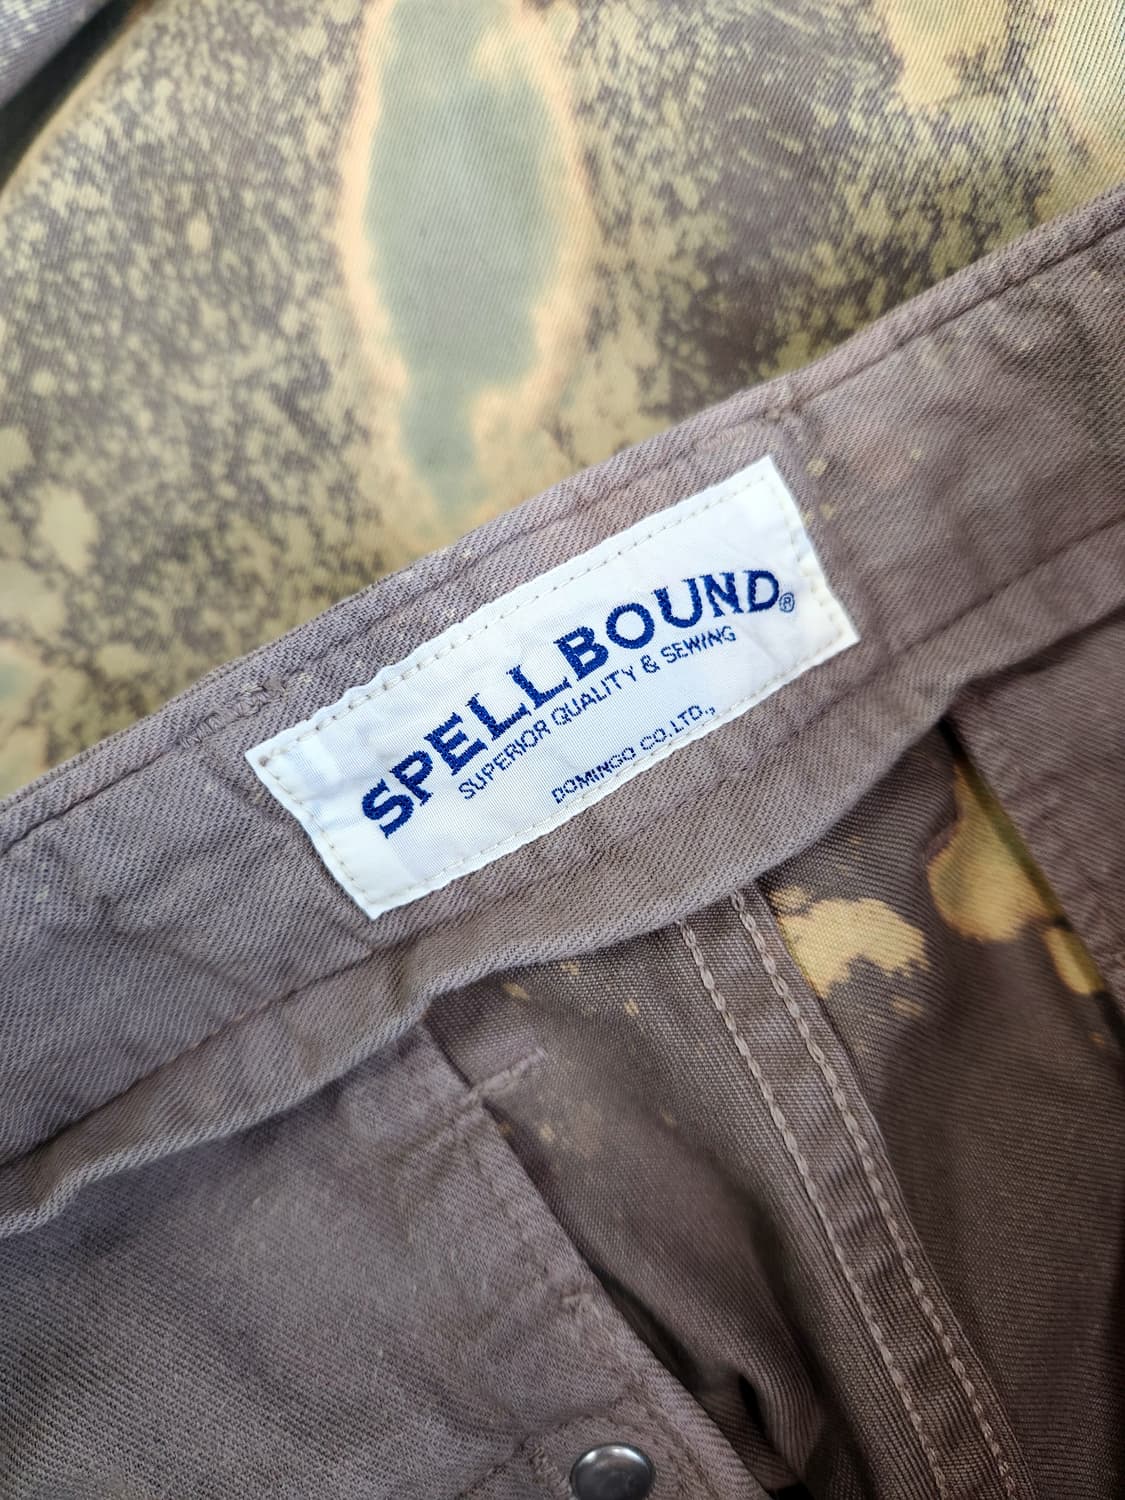 SPELLBOUND®
SUPERIOR QUALITY & SEWING
DOMINGO CO.LTD.,